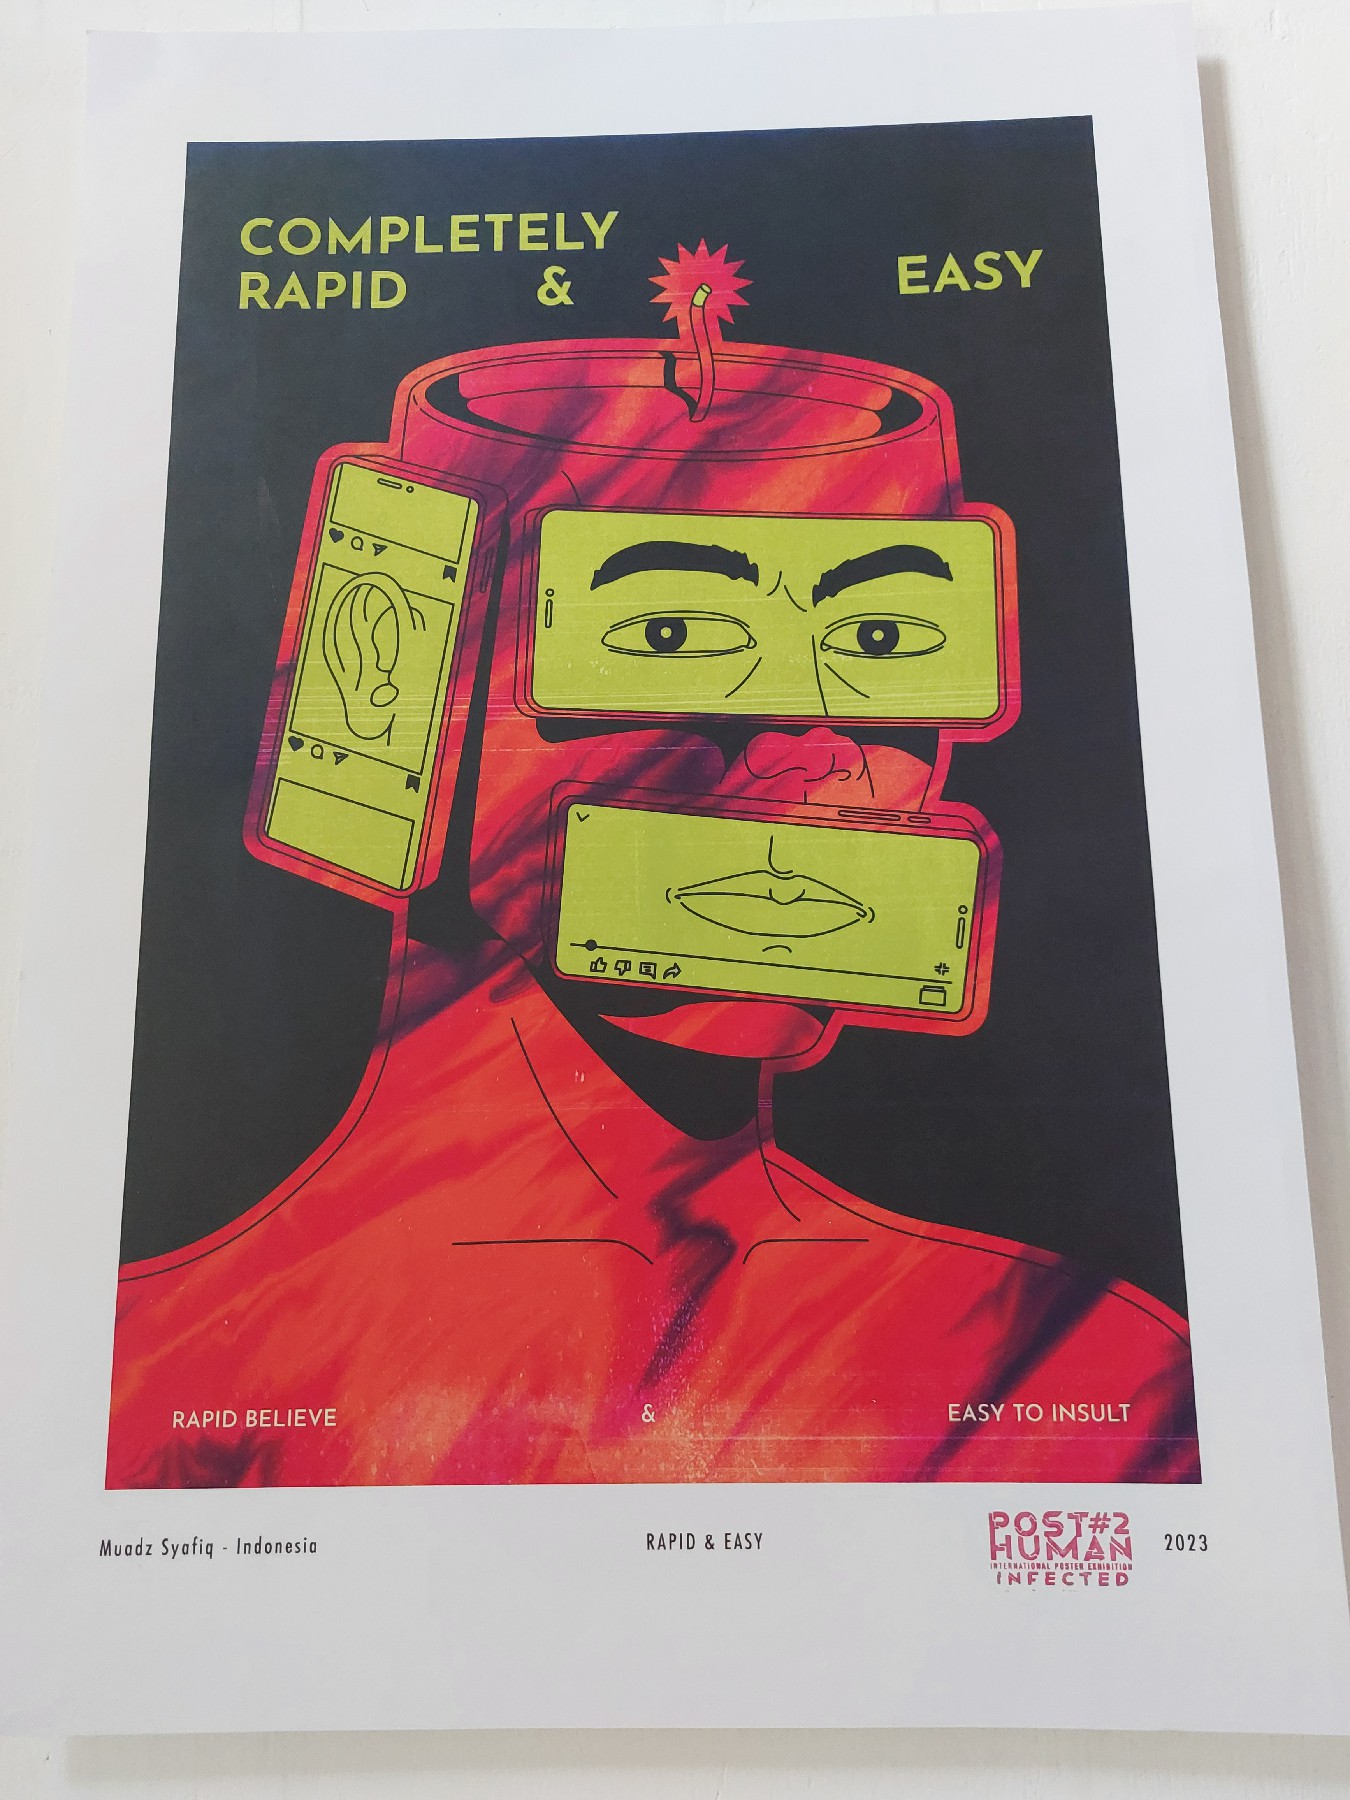 COMPLETELY
RAPID & EASY
RAPID BELIEVE & EASY TO INSULT
Muadz Syafiq - Indonesia
RAPID & EASY
POST#2
HUMAN
INTERNATIONAL POSTER EXHIBITION
INFECTED
2023